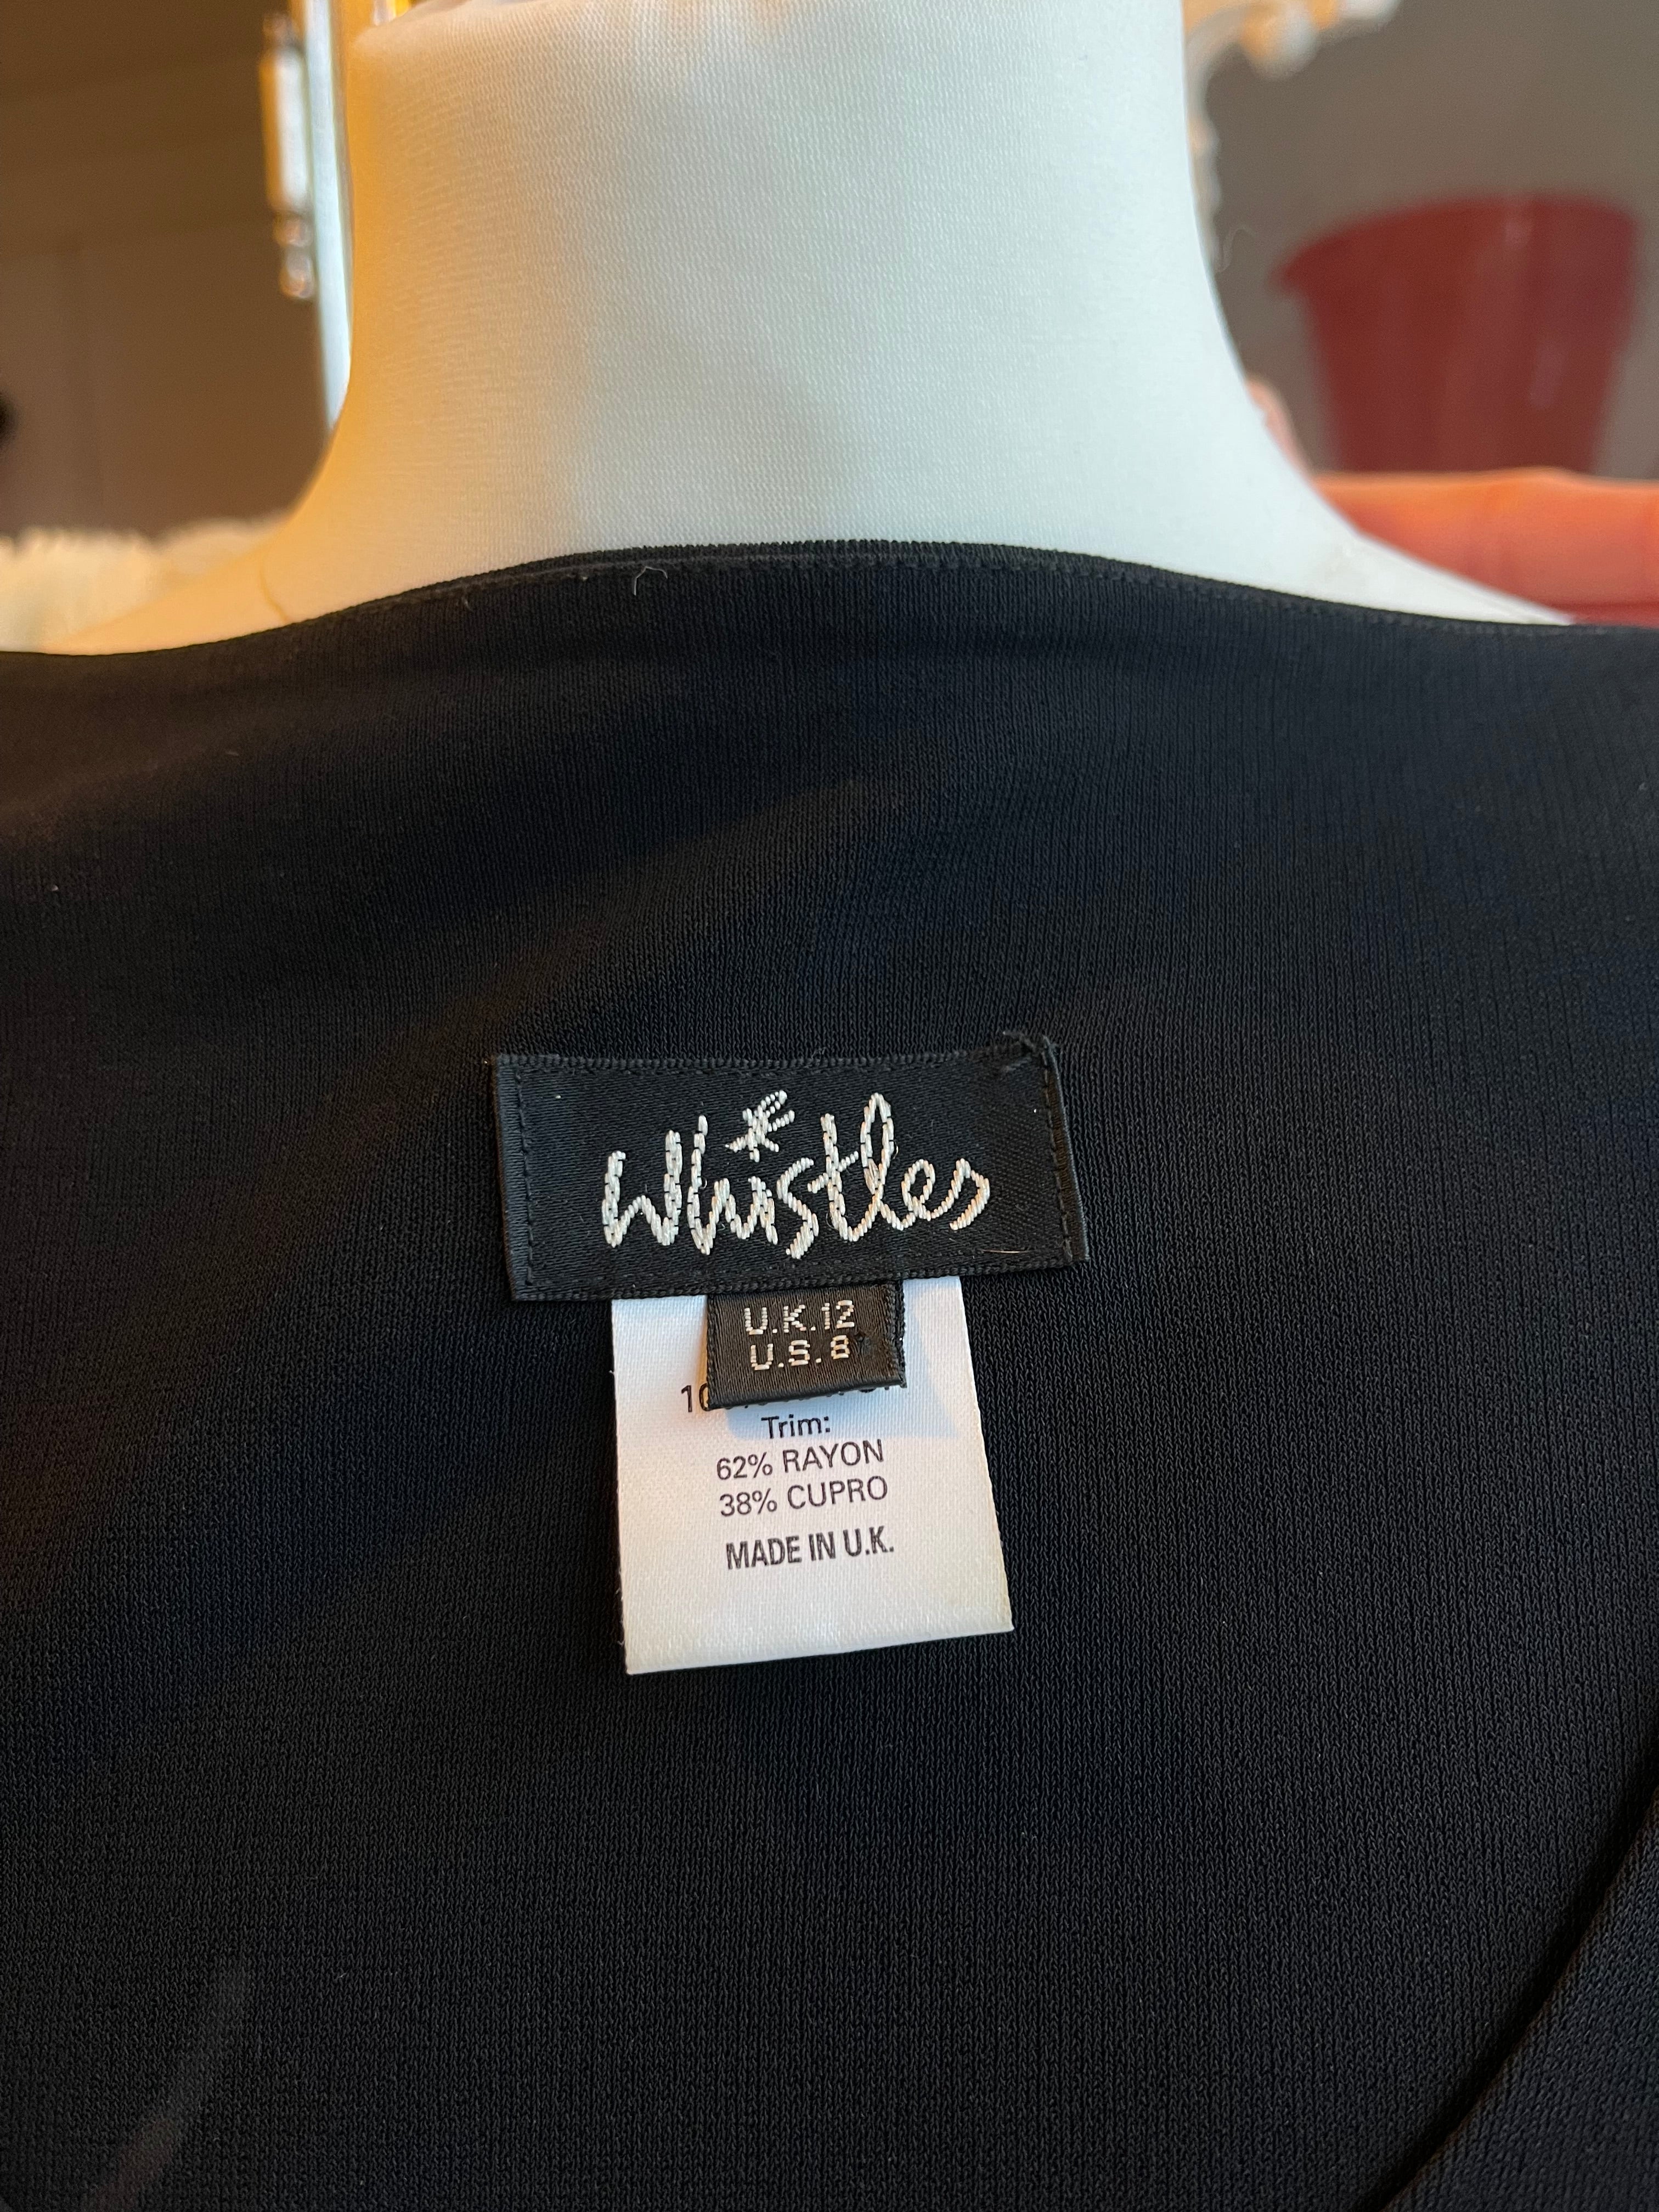 Whistles
U.K.12
U.S.8
Trim:
62% RAYON
38% CUPRO
MADE IN U.K.